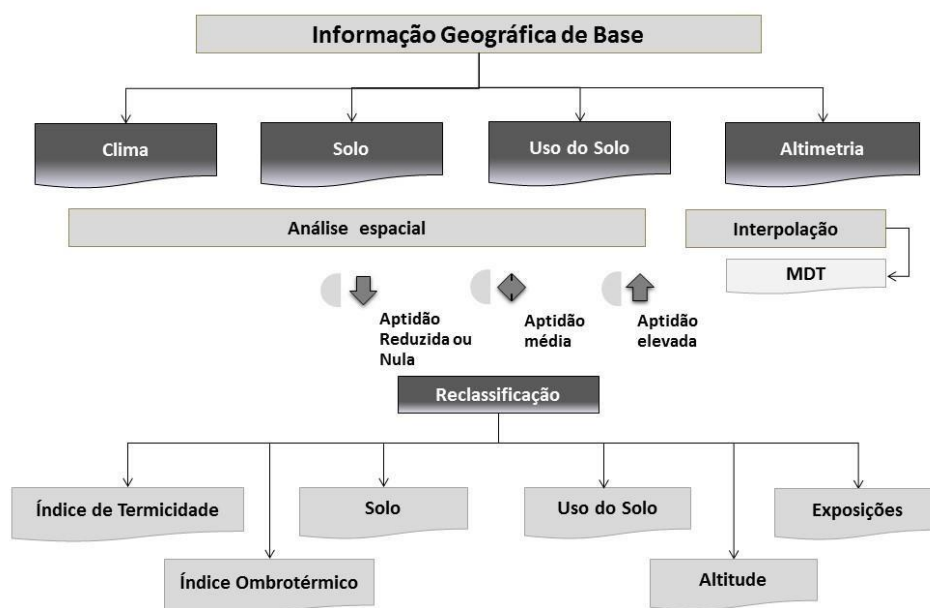 Informação Geográfica de Base
Clima
Solo
Uso do Solo
Altimetria
Análise espacial
Interpolação
MDT
Aptidão
Reduzida ou
Nula
Aptidão
média
Aptidão
elevada
Reclassificação
Índice de Termicidade
Solo
Uso do Solo
Exposições
Índice Ombrotérmico
Altitude